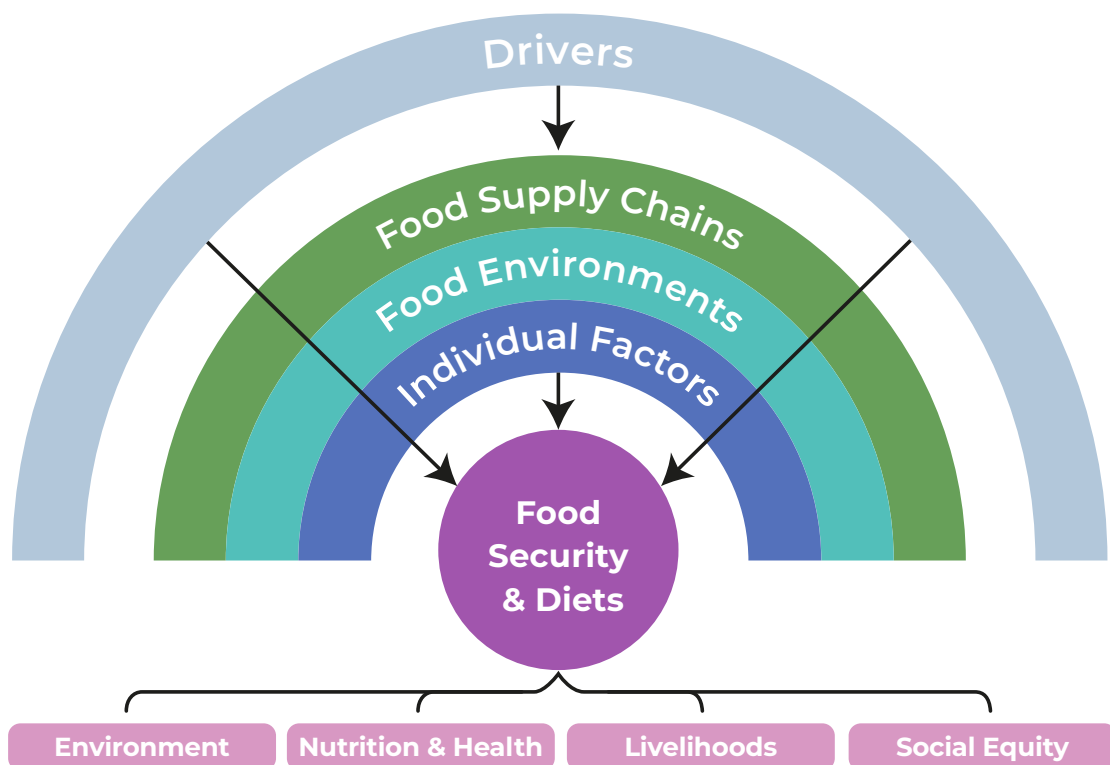 Drivers
Food Supply Chains
Food Environments
Individual Factors
Food
Security
& Diets
Environment
Nutrition & Health
Livelihoods
Social Equity